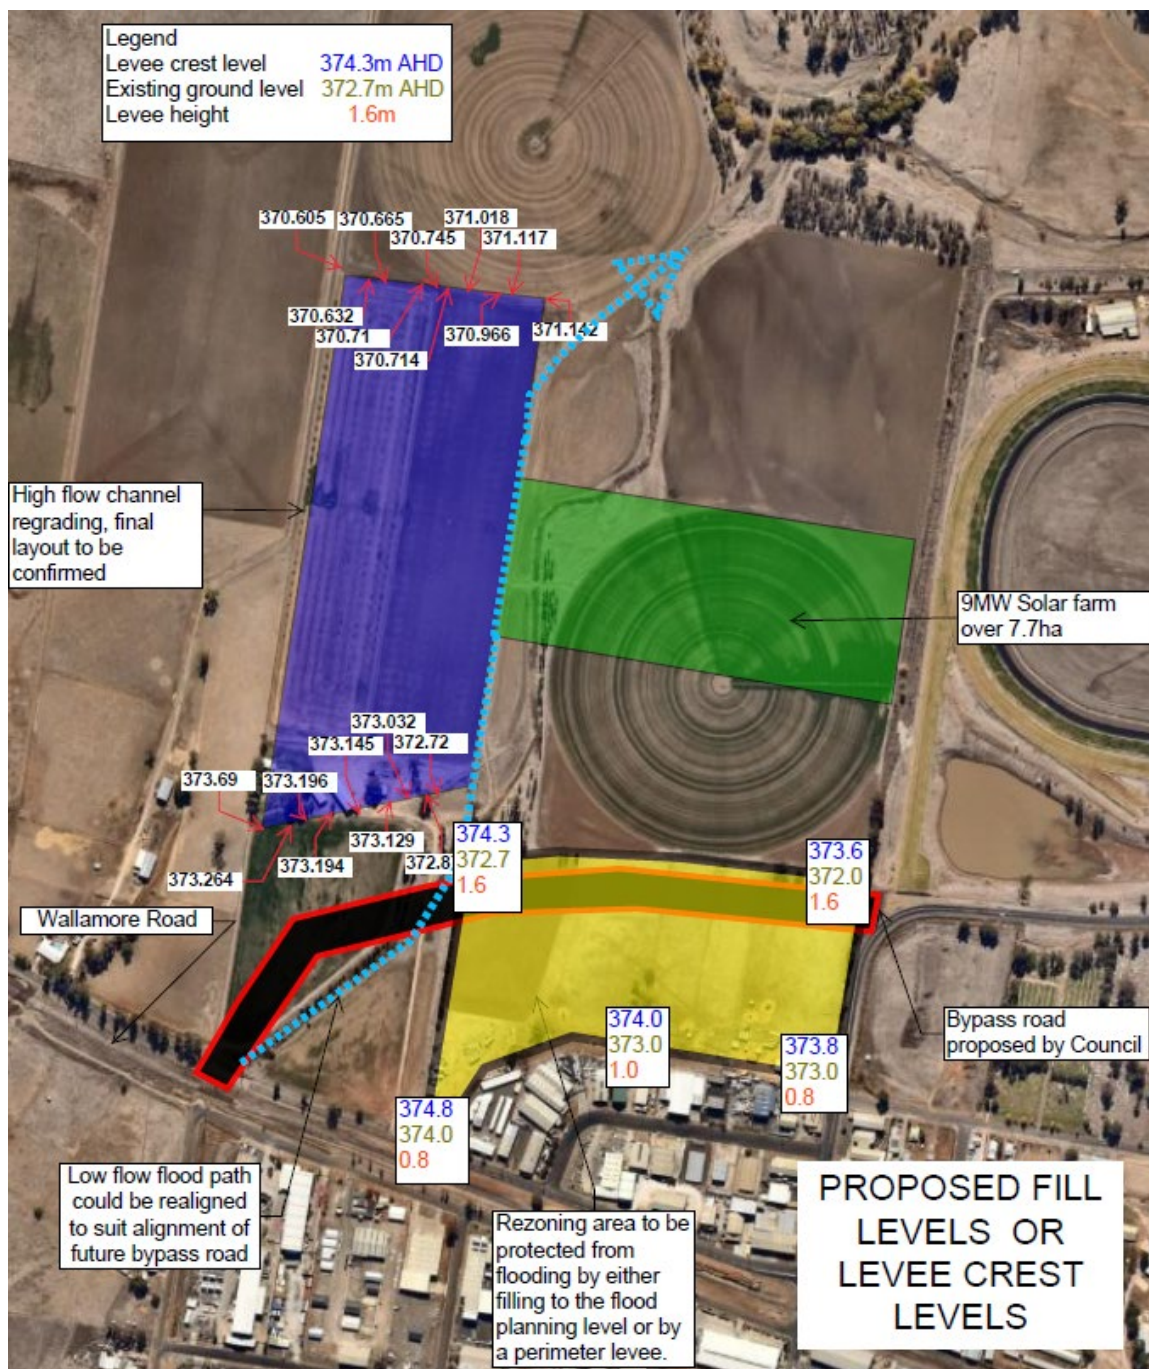 Legend
Levee crest level 374.3m AHD
Existing ground level 372.7m AHD
Levee height 1.6m
370.605
370.665
371.018
370.745
371.117
370.632
370.71
370.714
370.966
371.142
High flow channel
regrading, final
layout to be
confirmed
9MW Solar farm
over 7.7ha
373.032
373.145
372.72
373.69
373.196
373.129
373.194
372.8
373.264
374.3
372.7
1.6
373.6
372.0
1.6
Wallamore Road
Bypass road
proposed by Council
374.0
373.0
1.0
373.8
373.0
0.8
374.8
374.0
0.8
Low flow flood path
could be realigned
to suit alignment of
future bypass road
Rezoning area to be
protected from
flooding by either
filling to the flood
planning level or by
a perimeter levee.
PROPOSED FILL
LEVELS OR
LEVEE CREST
LEVELS